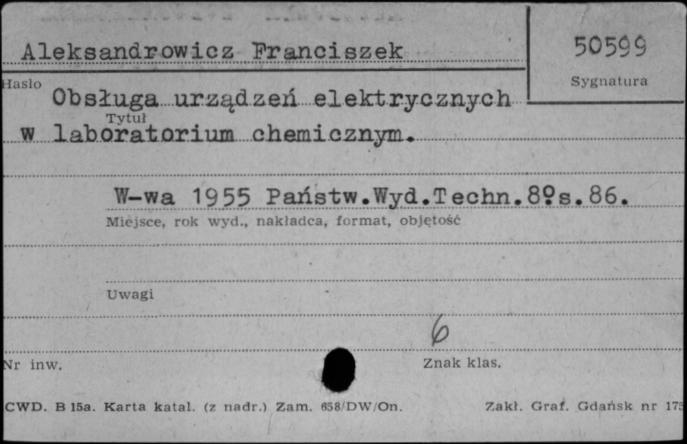 Aleksandrowicz Franciszek
50599
Hasło
Sygnatura
Obsługa urządzeń elektrycznych
Tytuł
w laboratorium chemicznym.
W-wa 1955 Państw.Wyd.Techn.8º s.86.
Miejsce, rok wyd., nakładca, format, objętość
Uwagi
6
Nr inw.
Znak klas.
CWD. B 15a. Karta katal. (z nadr.) Zam. 658/DW/On.
Zakł. Graf. Gdańsk nr 175